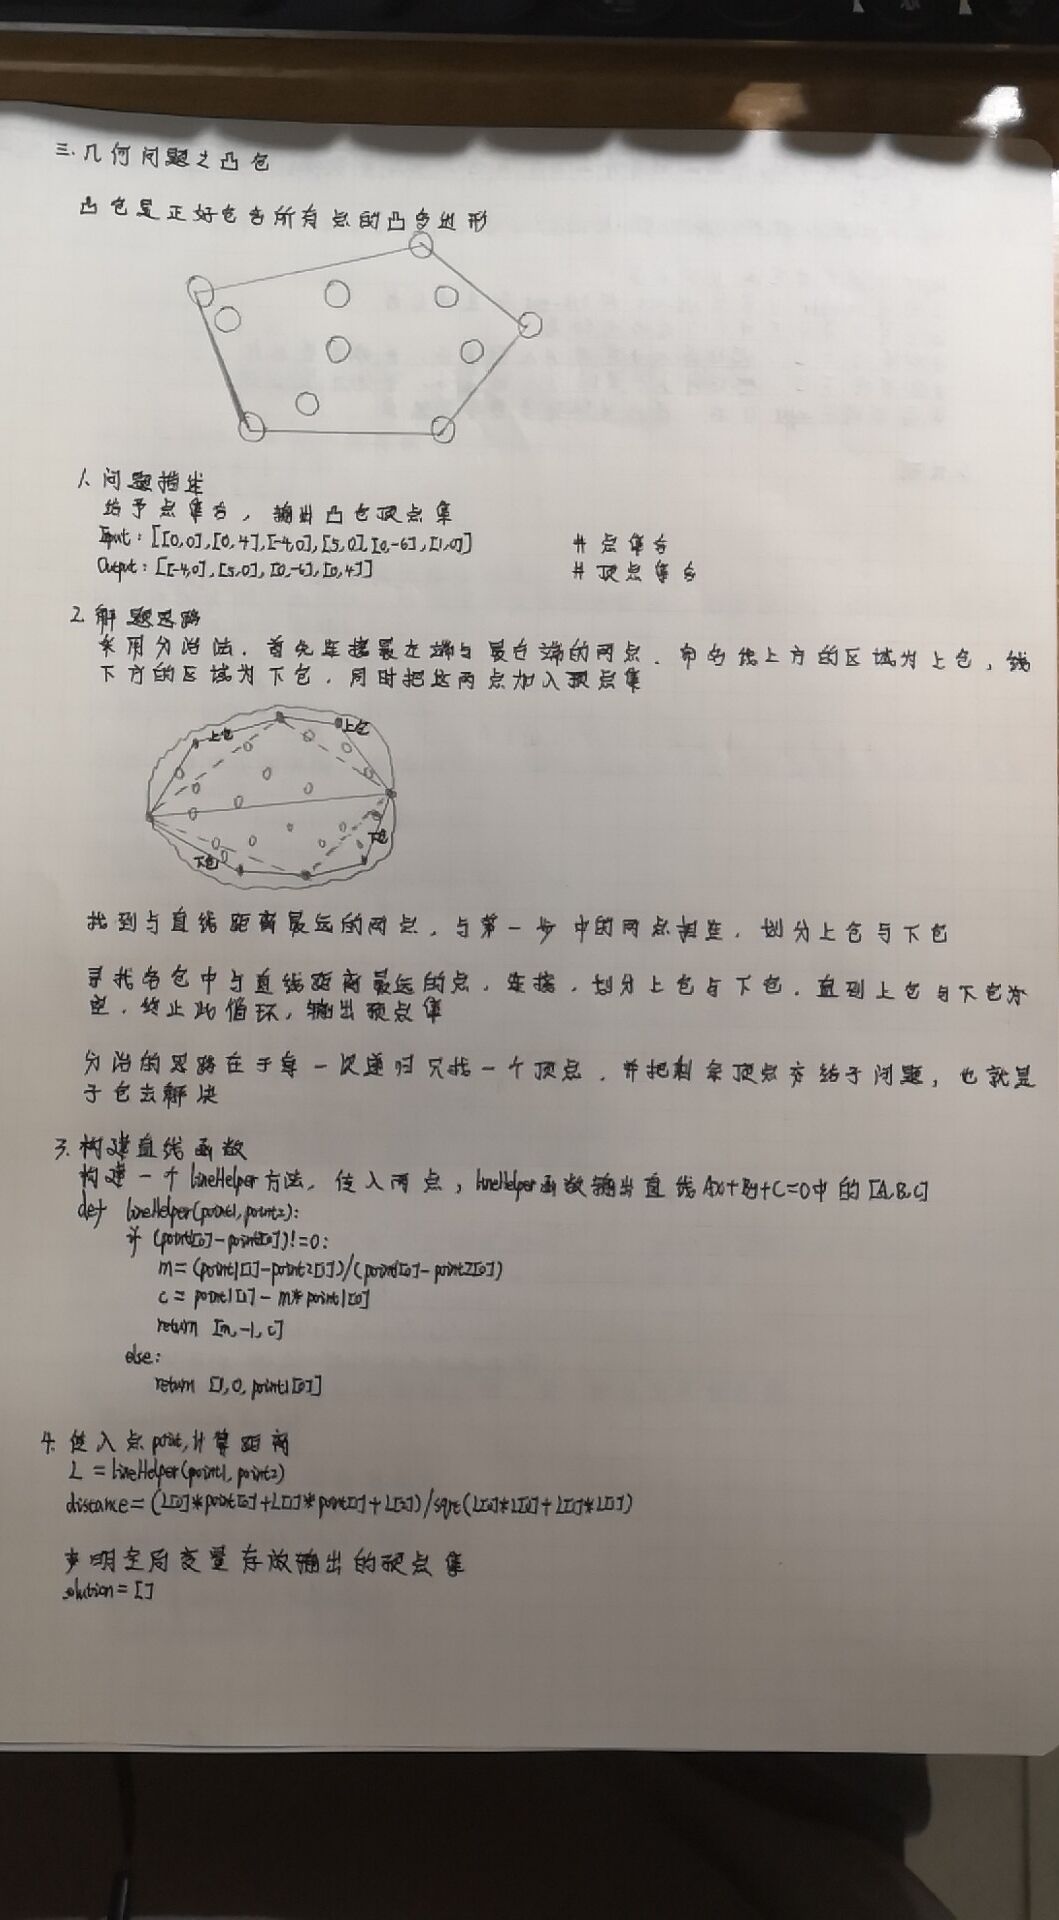 三.几何问题之凸包
凸包是正好包含所有点的凸多边形
1.问题描述
给予点集合，输出凸包顶点集
Input：[[0,0],[0,4],[-4,0],[5,0],[0,-6],[1,0]] # 点集合
Output：[[-4,0],[5,0],[0,-6],[0,4]] # 顶点集合
2.解题思路
采用分治法．首先连接最左端与最右端的两点．命名线上方的区域为上包，线
下方的区域为下包，同时把这两点加入顶点集
上包 上包
下包 下包
找到与直线距离最远的两点．与第一步中的两点相连．划分上包与下包
寻找各包中与直线距离最远的点，连接，划分上包与下包．直到上包与下包为
空．终止此循环，输出顶点集
分治的思路在于每一次递归只找一个顶点．并把剩余顶点交给子问题，也就是
子包去解决
3.构建直线函数
构建一个lineHelper方法．传入两点，lineHelper函数输出直线Ax+By+C=0中的[A,B,C]
def lineHelper(point1,point2):
if (point1[0]-point2[0])!=0:
m=(point1[1]-point2[1])/(point1[0]-point2[0])
c = point1[1]-m*point1[0]
return [m,-1,c]
else:
return [1,0,point1[0]]
4.传入点point,计算距离
L = lineHelper(point1,point2)
distance=(L[0]*point[0]+L[1]*point[1]+L[2])/sqrt(L[0]*L[0]+L[1]*L[1])
声明全局变量存放输出的顶点集
solution=[]